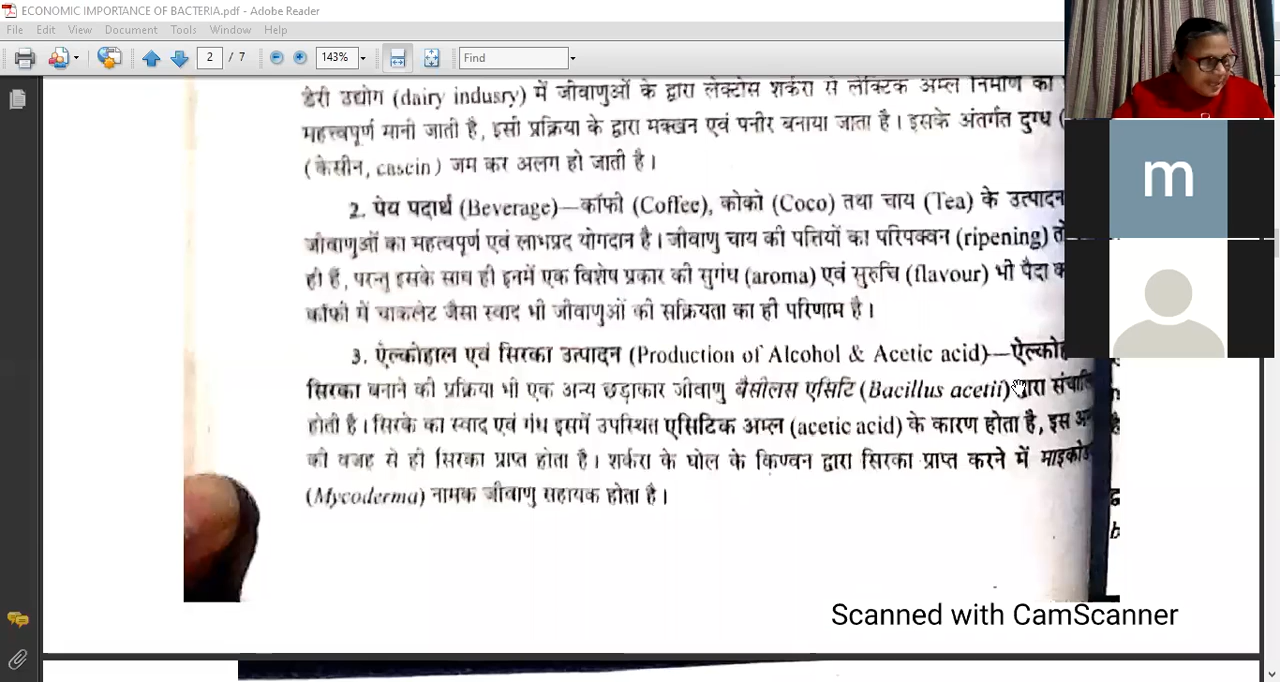 ECONOMIC IMPORTANCE OF BACTERIA.pdf - Adobe Reader
File Edit View Document Tools Window Help
2 / 7 143% Find
डेरी उद्योग (dairy indusry) में जीवाणुओं के द्वारा लेक्टोस शर्करा से लेक्टिक अम्ल निर्माण की
महत्त्वपूर्ण मानी जाती है, इसी प्रक्रिया के द्वारा मक्खन एवं पनीर बनाया जाता है। इसके अंतर्गत दुग्ध (
(केसीन, casein) जम कर अलग हो जाती है।
2. पेय पदार्थ (Beverage)—कॉफी (Coffee), कोको (Coco) तथा चाय (Tea) के उत्पादन
जीवाणुओं का महत्वपूर्ण एवं लाभप्रद योगदान है। जीवाणु चाय की पत्तियों का परिपक्वन (ripening) तो
ही हैं, परन्तु इसके साथ ही इनमें एक विशेष प्रकार की सुगंध (aroma) एवं सुरुचि (flavour) भी पैदा
कॉफी में चाकलेट जैसा स्वाद भी जीवाणुओं की सक्रियता का ही परिणाम है।
3. ऐल्कोहाल एवं सिरका उत्पादन (Production of Alcohol & Acetic acid)—
सिरका बनाने की प्रक्रिया भी एक अन्य छड़ाकार जीवाणु बैसीलस एसिटि (Bacillus acetii) द्वारा
होती है। सिरके का स्वाद एवं गंध इसमें उपस्थित एसिटिक अम्ल (acetic acid) के कारण होता है, इस
की वजह से ही सिरका प्राप्त होता है। शर्करा के घोल के किण्वन द्वारा सिरका प्राप्त करने में
(Mycoderma) नामक जीवाणु सहायक होता है।
Scanned with CamScanner
m